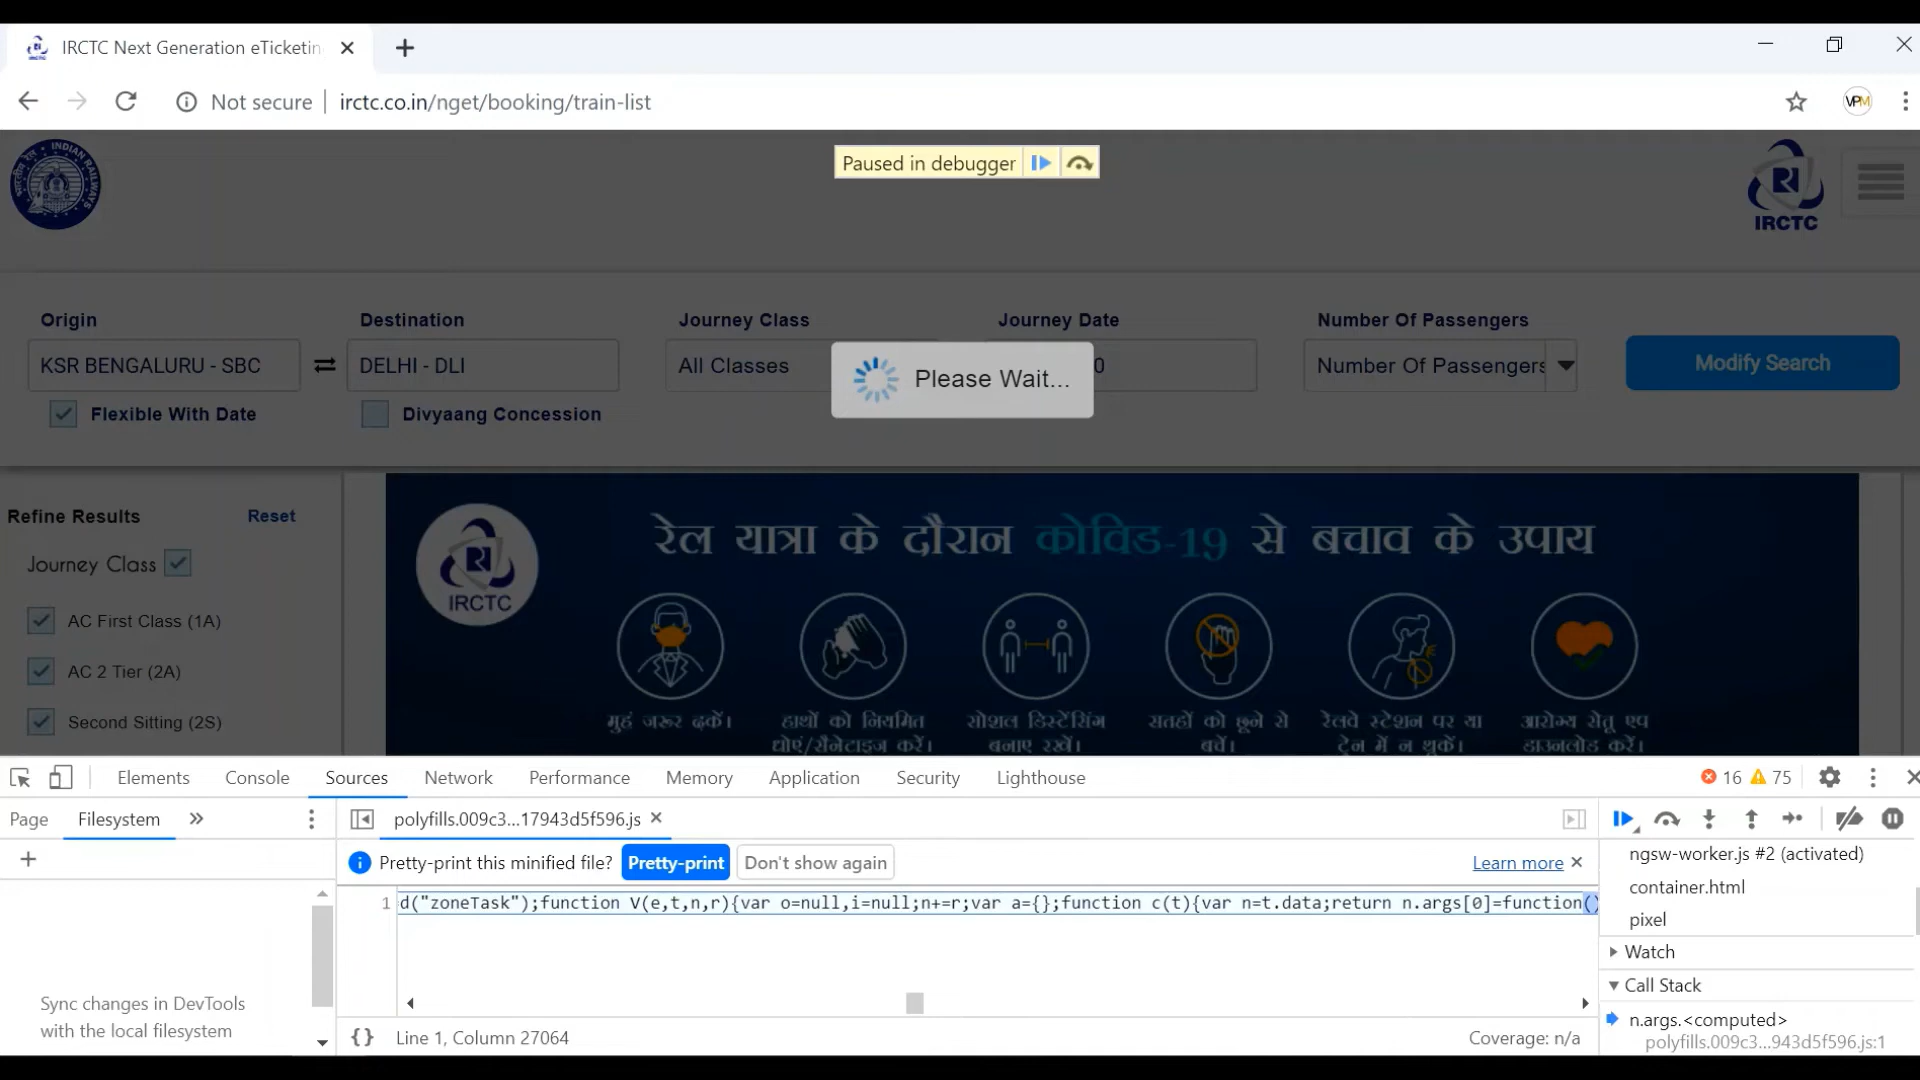 IRCTC Next Generation eTicketin
Not secure
irctc.co.in/nget/booking/train-list
VPM
INDIAN RAILWAYS
Paused in debugger
IRCTC
Origin
Destination
Journey Class
Journey Date
Number Of Passengers
KSR BENGALURU - SBC
DELHI - DLI
All Classes
Please Wait...
0
Number Of Passengers
Modify Search
Flexible With Date
Divyaang Concession
Refine Results
Reset
Journey Class
AC First Class (1A)
AC 2 Tier (2A)
Second Sitting (2S)
IRCTC
रेल यात्रा के दौरान कोविड-19 से बचाव के उपाय
मुहं जरूर ढकें।
हाथों को नियमित
धोएं/सैनेटाइज करें।
सोशल डिस्टेंसिंग
बनाए रखें।
सतहों को छूने से
बचें।
रेलवे स्टेशन पर या
ट्रेन में न थूकें।
आरोग्य सेतू एप
डाउनलोड करें।
Elements
Console
Sources
Network
Performance
Memory
Application
Security
Lighthouse
16
75
Page
Filesystem
polyfills.009c3...17943d5f596.js
Pretty-print this minified file?
Pretty-print
Don't show again
Learn more
1
d("zoneTask");function V(e,t,n,r){var o=null,i=null;n+=r;var a={};function c(t){var n=t.data;return n.args[0]=function()
Sync changes in DevTools
with the local filesystem
{}
Line 1, Column 27064
Coverage: n/a
ngsw-worker.js #2 (activated)
container.html
pixel
Watch
Call Stack
n.args.<computed>
polyfills.009c3...943d5f596.js:1